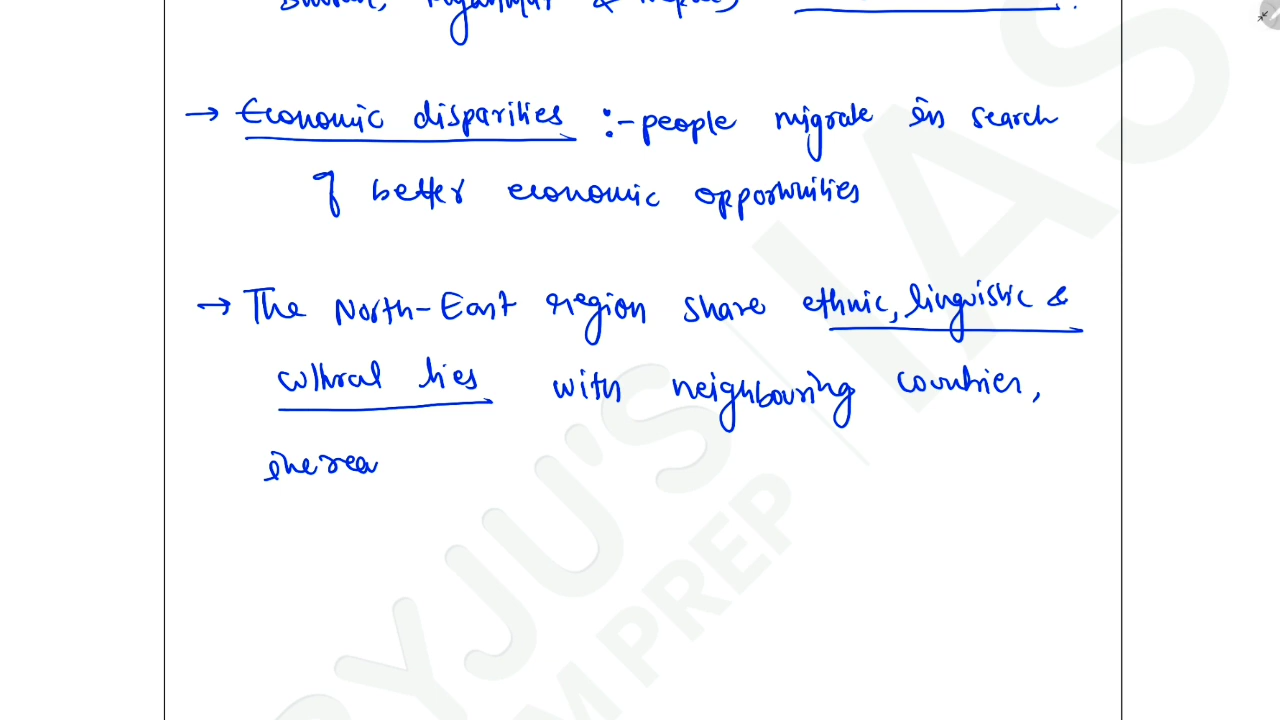 &
→ Economic disparities :- people migrate in search
of better economic opportunities
→ The North-East region share ethnic, linguistic &
cultural ties with neighbouring countries,
increa
BYJU'S IAS
EXAM PREP